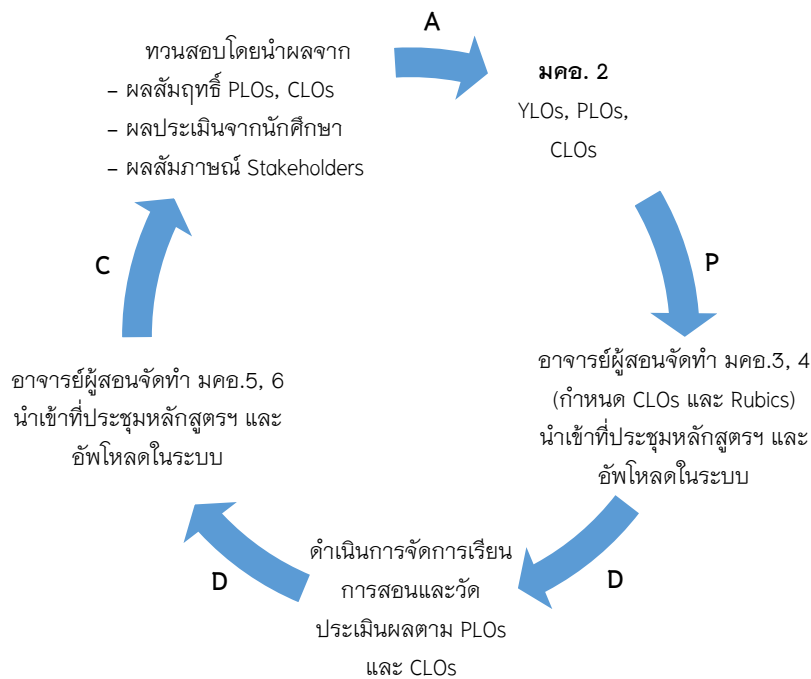 A
ทวนสอบโดยนำผลจาก
– ผลสัมฤทธิ์ PLOs, CLOs
– ผลประเมินจากนักศึกษา
– ผลสัมภาษณ์ Stakeholders
มคอ. 2
YLOs, PLOs,
CLOs
P
อาจารย์ผู้สอนจัดทำ มคอ.3, 4
(กำหนด CLOs และ Rubics)
นำเข้าที่ประชุมหลักสูตรฯ และ
อัพโหลดในระบบ
D
ดำเนินการจัดการเรียน
การสอนและวัด
ประเมินผลตาม PLOs
และ CLOs
D
อาจารย์ผู้สอนจัดทำ มคอ.5, 6
นำเข้าที่ประชุมหลักสูตรฯ และ
อัพโหลดในระบบ
C